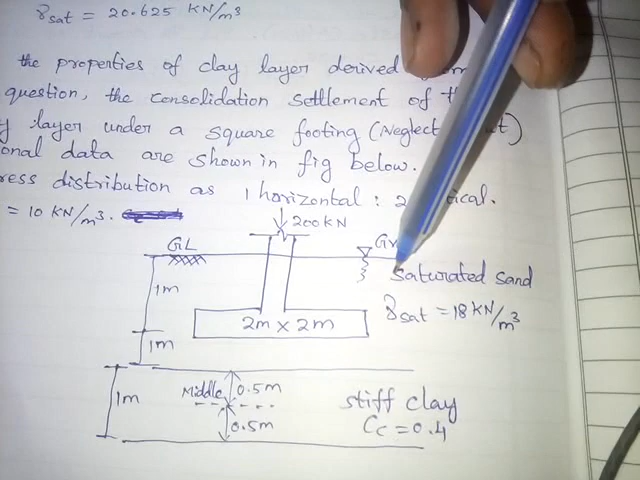 γsat = 20.625 KN/m³
the properties of clay layer derived
question, the consolidation settlement of
layer under a square footing (Neglect
onal data are shown in fig below.
ress distribution as 1 horizontal : 2
= 10 KN/m³.
200KN
GL
Saturated sand
1m
γsat = 18 KN/m³
2m x 2m
1m
Middle 0.5m
1m
stiff clay
0.5m
Cc = 0.4